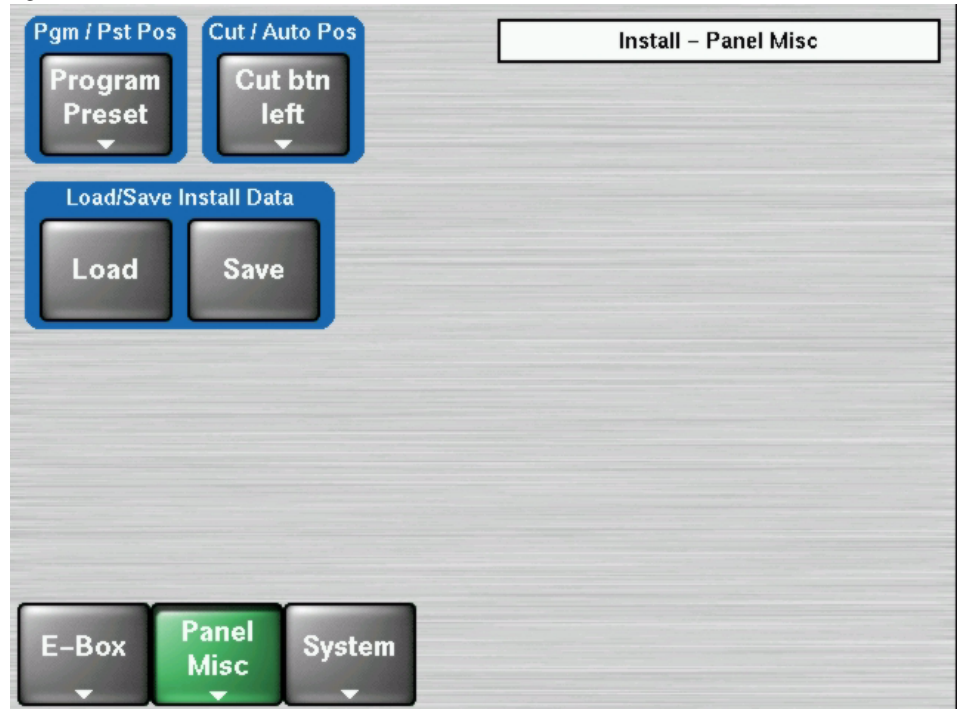 Pgm / Pst Pos
Cut / Auto Pos
Install – Panel Misc
Program
Preset
Cut btn
left
Load/Save Install Data
Load
Save
E–Box
Panel
Misc
System